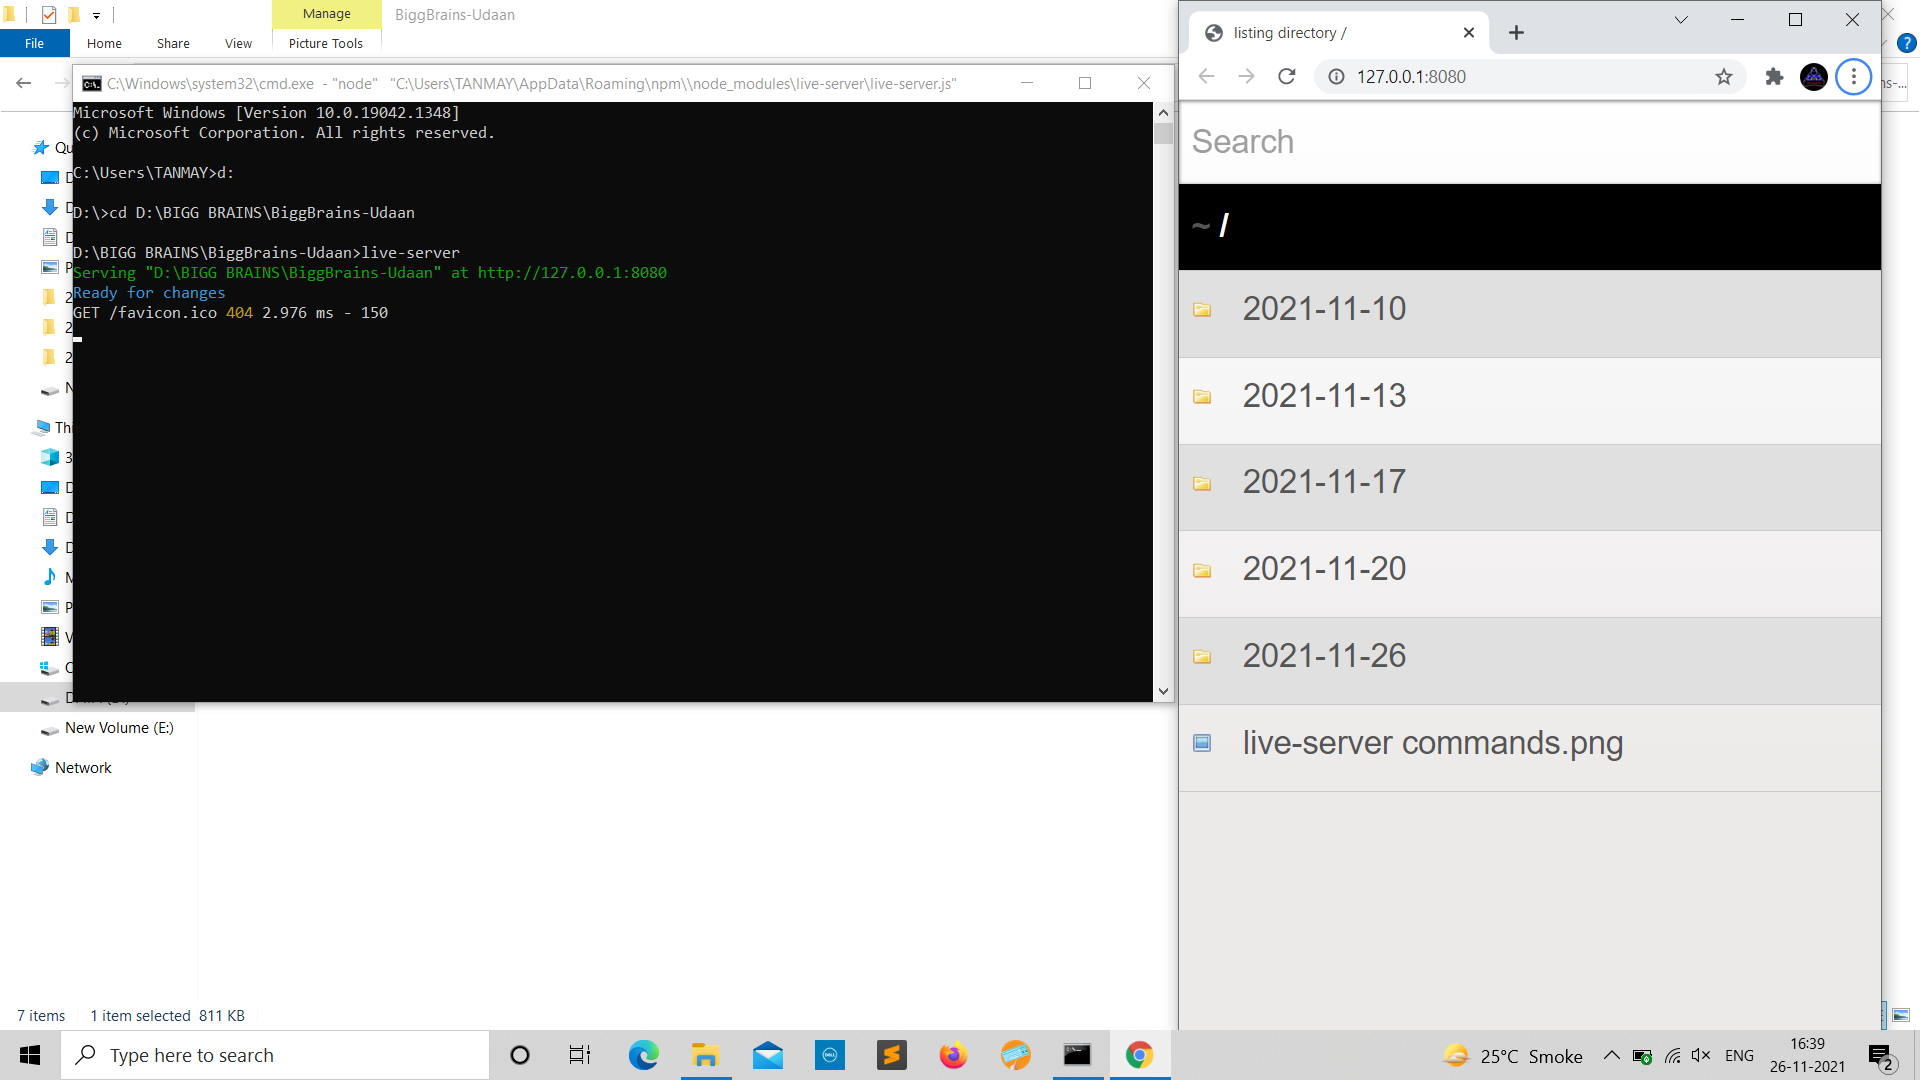 Manage
BiggBrains-Udaan
File
Home
Share
View
Picture Tools
C:\Windows\system32\cmd.exe - "node" "C:\Users\TANMAY\AppData\Roaming\npm\\node_modules\live-server\live-server.js"
Microsoft Windows [Version 10.0.19042.1348]
(c) Microsoft Corporation. All rights reserved.
C:\Users\TANMAY>d:
D:\>cd D:\BIGG BRAINS\BiggBrains-Udaan
D:\BIGG BRAINS\BiggBrains-Udaan>live-server
Serving "D:\BIGG BRAINS\BiggBrains-Udaan" at http://127.0.0.1:8080
Ready for changes
GET /favicon.ico 404 2.976 ms - 150
New Volume (E:)
Network
7 items
1 item selected 811 KB
listing directory /
127.0.0.1:8080
Search
~ /
2021-11-10
2021-11-13
2021-11-17
2021-11-20
2021-11-26
live-server commands.png
Type here to search
25°C Smoke
ENG
16:39
26-11-2021
2